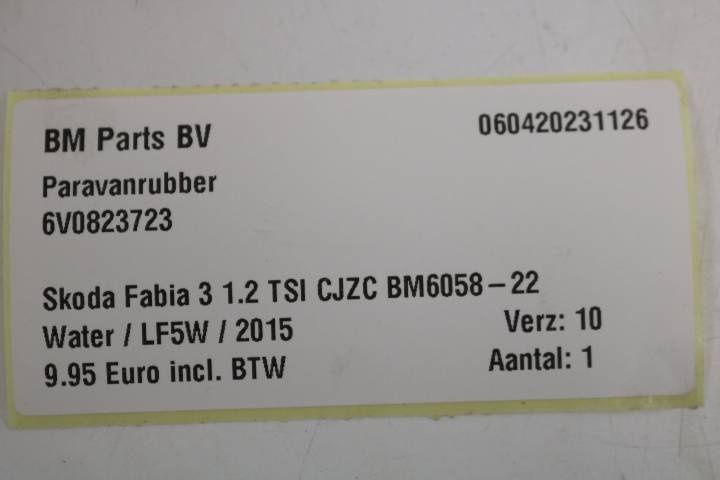 BM Parts BV 060420231126
Paravanrubber
6V0823723
Skoda Fabia 3 1.2 TSI CJZC BM6058-22
Water / LF5W / 2015 Verz: 10
9.95 Euro incl. BTW Aantal: 1